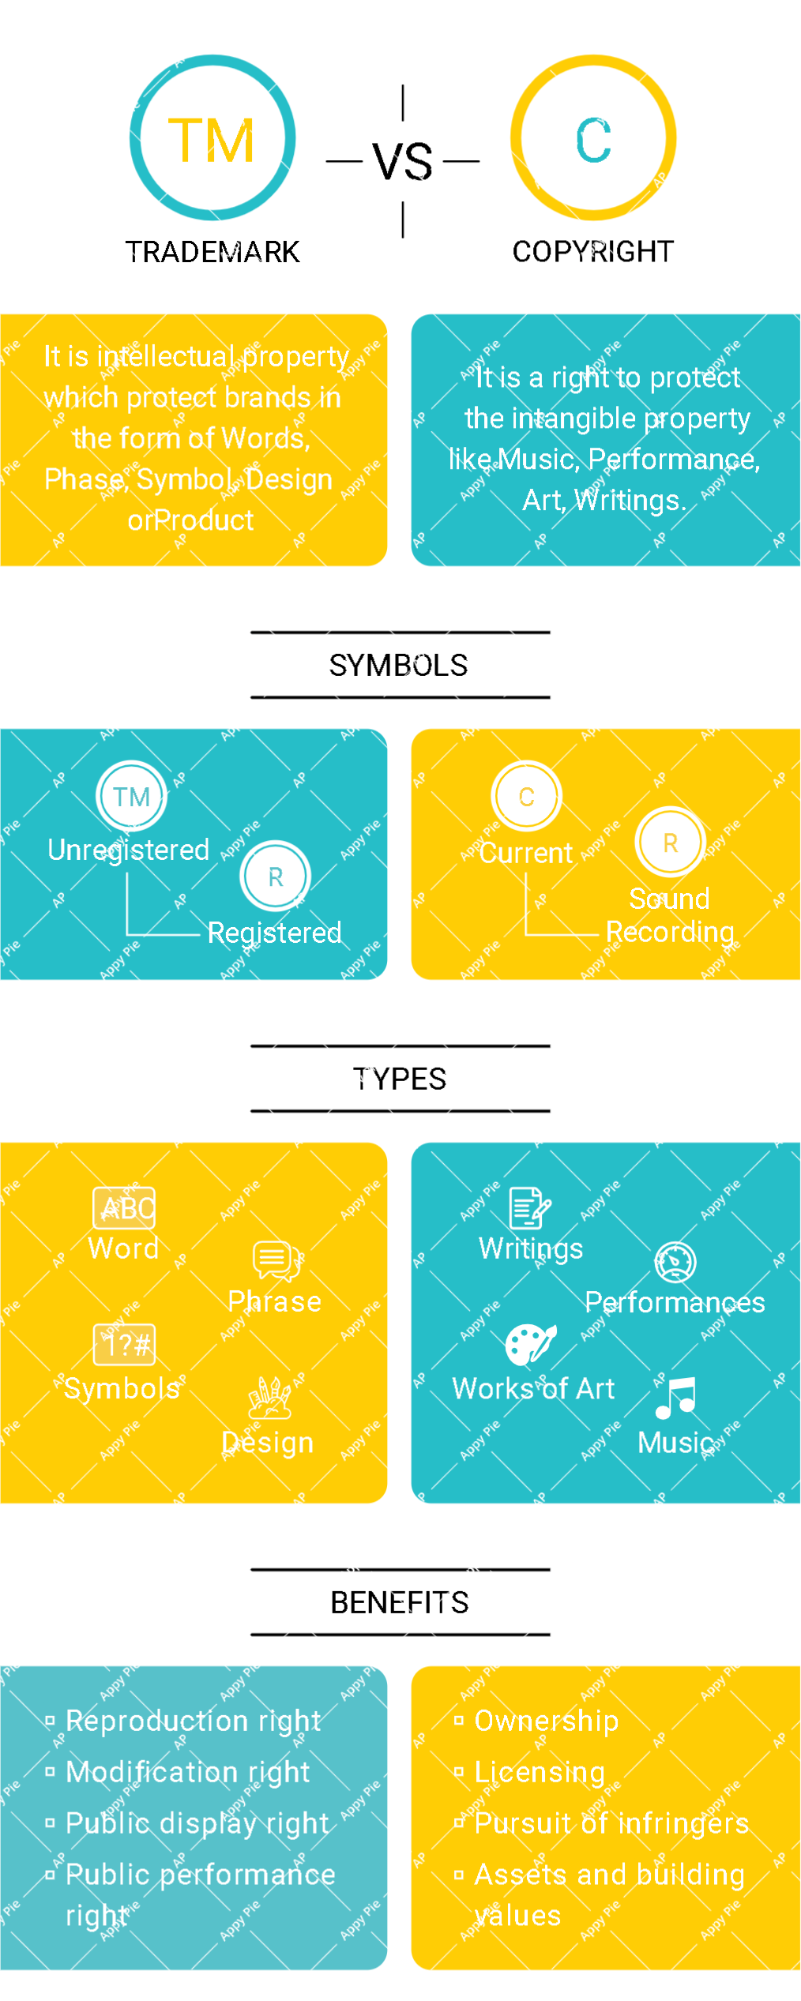 TM
VS
C
TRADEMARK
COPYRIGHT
It is intellectual property
which protect brands in
the form of Words,
Phase, Symbol, Design
orProduct
It is a right to protect
the intangible property
like Music, Performance,
Art, Writings.
SYMBOLS
TM
Unregistered
R
Registered
C
Current
R
Sound
Recording
TYPES
ABC
Word
Phrase
1?#
Symbols
Design
Writings
Performances
Works of Art
Music
BENEFITS
Reproduction right
Modification right
Public display right
Public performance
right
Ownership
Licensing
Pursuit of infringers
Assets and building
values
Appy Pie
AP